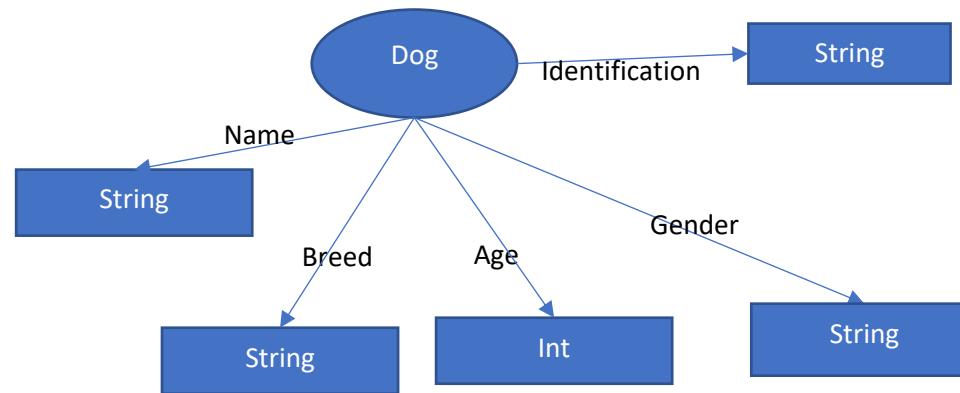 Dog
String
Identification
Name
String
Gender
Breed
Age
String
Int
String